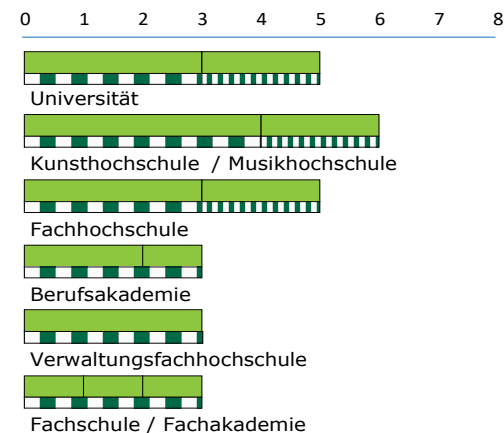 0 1 2 3 4 5 6 7 8
Universität
Kunsthochschule / Musikhochschule
Fachhochschule
Berufsakademie
Verwaltungsfachhochschule
Fachschule / Fachakademie